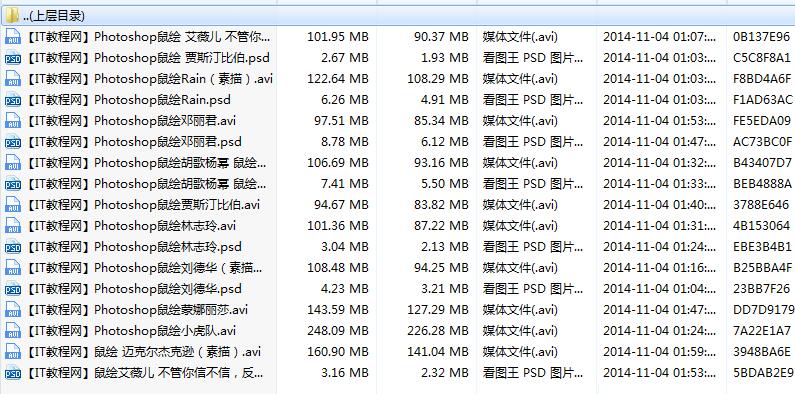 ..(上层目录)
【IT教程网】Photoshop鼠绘 艾薇儿 不管你... 101.95 MB 90.37 MB 媒体文件(.avi) 2014-11-04 01:07:... 0B137E96
【IT教程网】Photoshop鼠绘 贾斯汀比伯.psd 2.67 MB 1.93 MB 看图王 PSD 图片... 2014-11-04 01:03:... C5C8F8A1
【IT教程网】Photoshop鼠绘Rain（素描）.avi 122.64 MB 108.29 MB 媒体文件(.avi) 2014-11-04 01:03:... F8BD4A6F
【IT教程网】Photoshop鼠绘Rain.psd 6.26 MB 4.91 MB 看图王 PSD 图片... 2014-11-04 01:03:... F1AD63AC
【IT教程网】Photoshop鼠绘邓丽君.avi 97.51 MB 85.34 MB 媒体文件(.avi) 2014-11-04 01:53:... FE5EDA09
【IT教程网】Photoshop鼠绘邓丽君.psd 8.78 MB 6.12 MB 看图王 PSD 图片... 2014-11-04 01:47:... AC73BC0F
【IT教程网】Photoshop鼠绘胡歌杨幂 鼠绘... 106.69 MB 93.16 MB 媒体文件(.avi) 2014-11-04 01:32:... B43407D7
【IT教程网】Photoshop鼠绘胡歌杨幂 鼠绘... 7.41 MB 5.50 MB 看图王 PSD 图片... 2014-11-04 01:33:... BEB4888A
【IT教程网】Photoshop鼠绘贾斯汀比伯.avi 94.67 MB 83.82 MB 媒体文件(.avi) 2014-11-04 01:40:... 3788E646
【IT教程网】Photoshop鼠绘林志玲.avi 101.36 MB 87.22 MB 媒体文件(.avi) 2014-11-04 01:31:... 4B153064
【IT教程网】Photoshop鼠绘林志玲.psd 3.04 MB 2.13 MB 看图王 PSD 图片... 2014-11-04 01:24:... EBE3B4B1
【IT教程网】Photoshop鼠绘刘德华（素描... 108.48 MB 94.25 MB 媒体文件(.avi) 2014-11-04 01:16:... B25BBA4F
【IT教程网】Photoshop鼠绘刘德华.psd 4.23 MB 3.21 MB 看图王 PSD 图片... 2014-11-04 01:04:... 23BB7F26
【IT教程网】Photoshop鼠绘蒙娜丽莎.avi 143.59 MB 127.29 MB 媒体文件(.avi) 2014-11-04 01:47:... DD7D9179
【IT教程网】Photoshop鼠绘小虎队.avi 248.09 MB 226.28 MB 媒体文件(.avi) 2014-11-04 01:24:... 7A22E1A7
【IT教程网】鼠绘 迈克尔杰克逊（素描）.avi 160.90 MB 141.04 MB 媒体文件(.avi) 2014-11-04 01:59:... 3948BA6E
【IT教程网】鼠绘艾薇儿 不管你信不信，反... 3.16 MB 2.32 MB 看图王 PSD 图片... 2014-11-04 01:53:... 5BDAB2E9